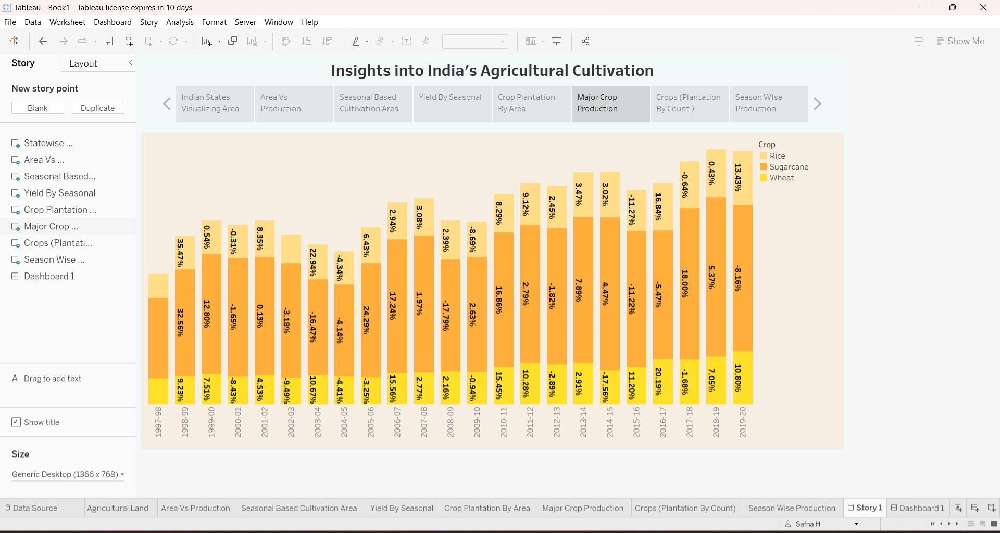 Tableau - Book1 - Tableau license expires in 10 days
File Data Worksheet Dashboard Story Analysis Format Server Window Help
Show Me
Story
Layout
New story point
Blank
Duplicate
Statewise ...
Area Vs ...
Seasonal Based...
Yield By Seasonal
Crop Plantation ...
Major Crop ...
Crops (Plantati...
Season Wise ...
Dashboard 1
A Drag to add text
Show title
Size
Generic Desktop (1366 x 768)
Insights into India's Agricultural Cultivation
Indian States
Visualizing Area
Area Vs
Production
Seasonal Based
Cultivation Area
Yield By Seasonal
Crop Plantation
By Area
Major Crop
Production
Crops (Plantation
By Count )
Season WIse
Production
Crop
Rice
Sugarcane
Wheat
35.47%
0.54%
-0.31%
8.35%
22.94%
-4.34%
6.43%
2.94%
3.08%
2.39%
-8.69%
8.29%
9.12%
2.45%
3.47%
3.02%
-11.27%
16.84%
-0.64%
0.43%
13.43%
32.56%
12.80%
-1.65%
0.13%
-3.18%
-16.47%
-4.14%
24.29%
17.24%
1.97%
-17.79%
2.63%
16.86%
2.79%
-1.82%
7.89%
4.47%
-11.22%
-5.47%
18.00%
5.37%
-8.16%
9.23%
7.51%
-8.43%
4.53%
-9.49%
10.67%
-4.41%
-3.25%
15.56%
2.77%
2.16%
-0.94%
15.45%
10.28%
-2.89%
2.91%
-17.56%
11.20%
20.19%
-1.68%
7.05%
10.80%
1997-98
1998-99
1999-00
2000-01
2001-02
2002-03
2003-04
2004-05
2005-06
2006-07
2007-08
2008-09
2009-10
2010-11
2011-12
2012-13
2013-14
2014-15
2015-16
2016-17
2017-18
2018-19
2019-20
Data Source
Agricultural Land
Area Vs Production
Seasonal Based Cultivation Area
Yield By Seasonal
Crop Plantation By Area
Major Crop Production
Crops (Plantation By Count)
Season Wise Production
Story 1
Dashboard 1
Safna H